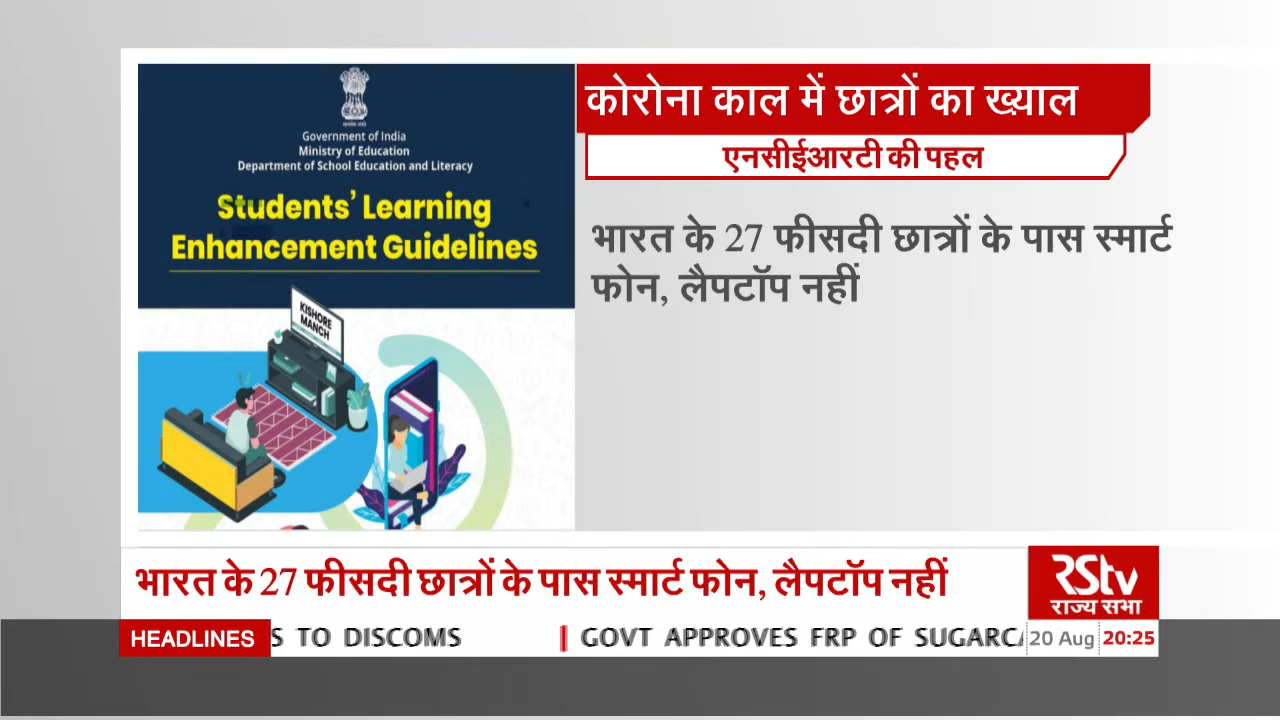 Government of India
Ministry of Education
Department of School Education and Literacy
Students' Learning
Enhancement Guidelines
KISHORE
MANCH
कोरोना काल में छात्रों का ख्य़ाल
एनसीईआरटी की पहल
भारत के 27 फीसदी छात्रों के पास स्मार्ट
फोन, लैपटॉप नहीं
भारत के 27 फीसदी छात्रों के पास स्मार्ट फोन, लैपटॉप नहीं
RStv
राज्य सभा
HEADLINES
S TO DISCOMS
GOVT APPROVES FRP OF SUGARCA
20 Aug 20:25